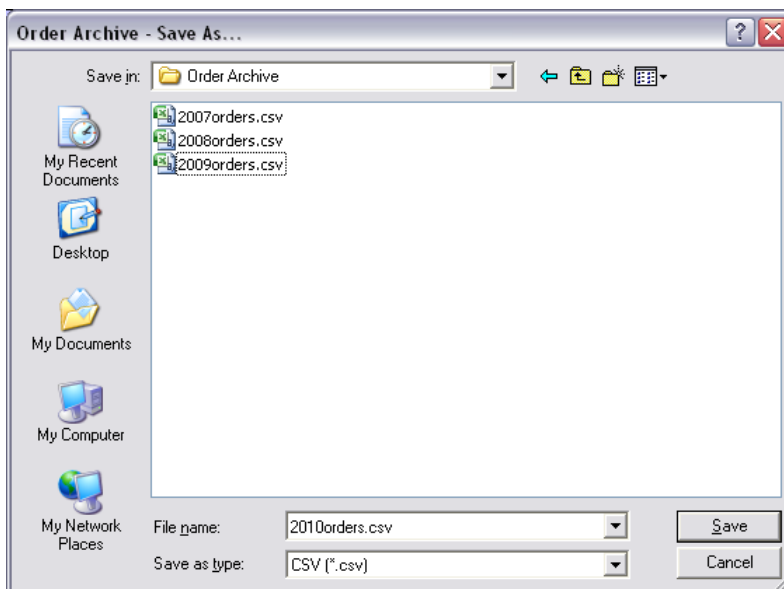 Order Archive - Save As...
Save in:
Order Archive
2007orders.csv
2008orders.csv
2009orders.csv
My Recent
Documents
Desktop
My Documents
My Computer
My Network
Places
File name:
2010orders.csv
Save
Save as type:
CSV (*.csv)
Cancel